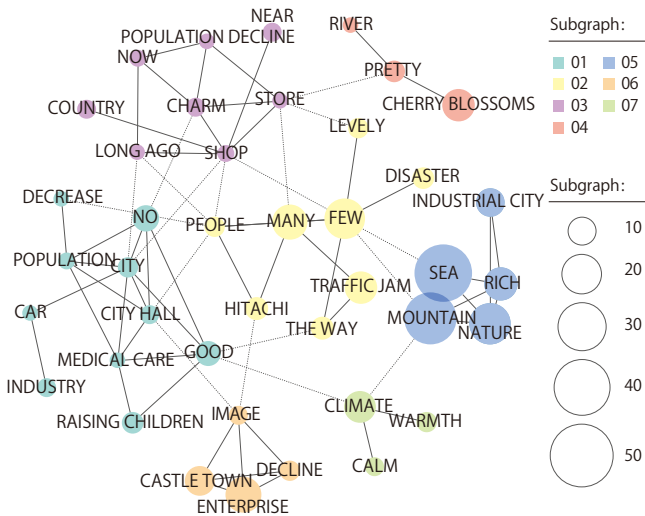 NEAR
RIVER
POPULATION DECLINE
NOW
PRETTY
COUNTRY
CHARM
STORE
CHERRY BLOSSOMS
LEVELY
LONG AGO
SHOP
DISASTER
DECREASE
INDUSTRIAL CITY
NO
PEOPLE
MANY
FEW
POPULATION
CITY
SEA
RICH
TRAFFIC JAM
CAR
CITY HALL
HITACHI
MOUNTAIN
THE WAY
NATURE
MEDICAL CARE
GOOD
INDUSTRY
RAISING CHILDREN
IMAGE
CLIMATE
WARMTH
CALM
CASTLE TOWN
DECLINE
ENTERPRISE
Subgraph:
01
05
02
06
03
07
04
Subgraph:
10
20
30
40
50